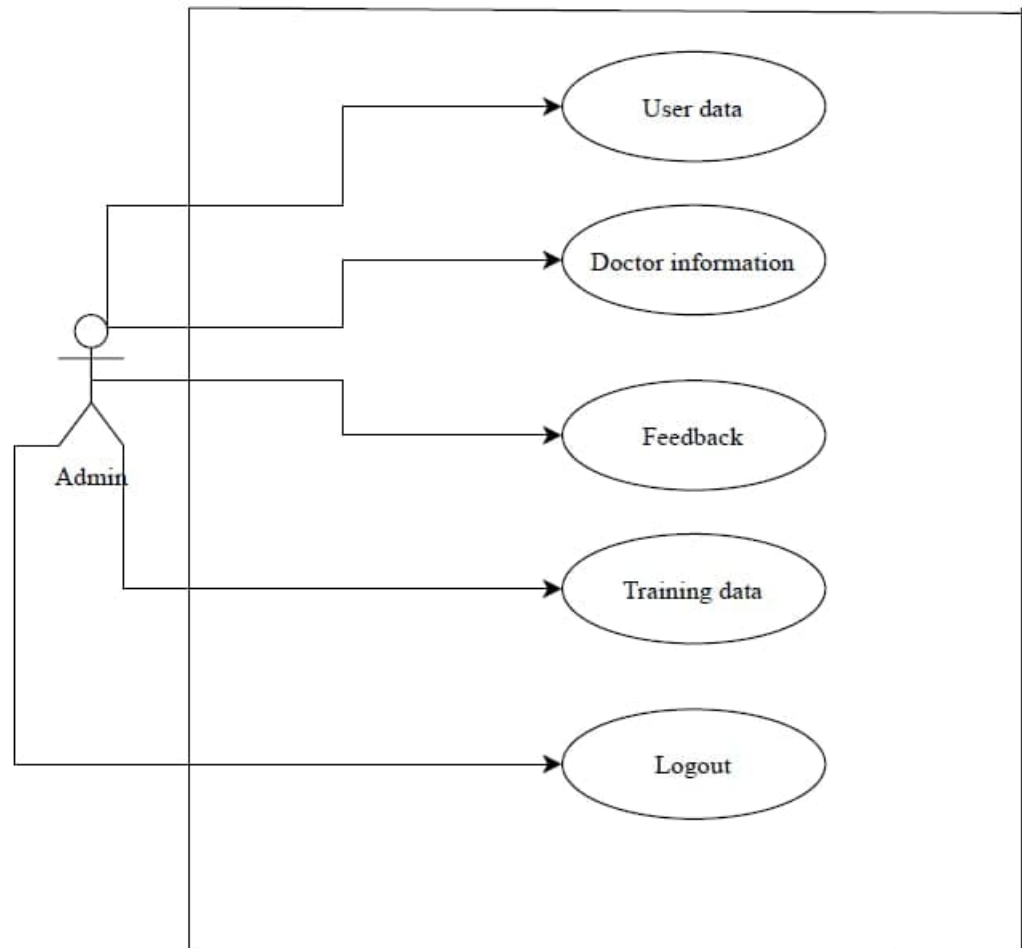 User data
Doctor information
Feedback
Admin
Training data
Logout